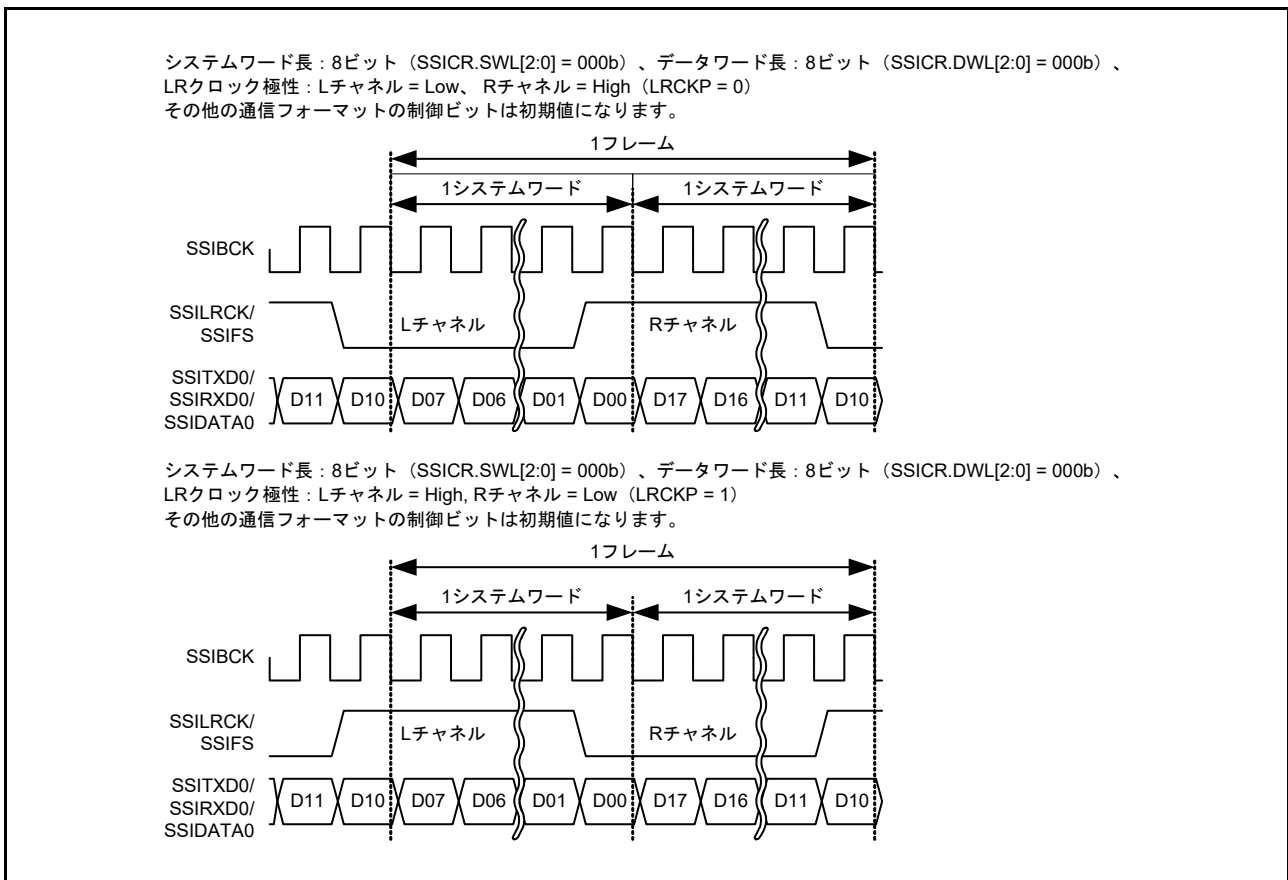 システムワード長：8ビット（SSICR.SWL[2:0] = 000b）、データワード長：8ビット（SSICR.DWL[2:0] = 000b）、
LRクロック極性：Lチャネル = Low、 Rチャネル = High（LRCKP = 0）
その他の通信フォーマットの制御ビットは初期値になります。
1フレーム
1システムワード 1システムワード
SSIBCK
SSILRCK/
SSIFS
Lチャネル Rチャネル
SSITXD0/
SSIRXD0/
SSIDATA0
D11 D10 D07 D06 D01 D00 D17 D16 D11 D10
システムワード長：8ビット（SSICR.SWL[2:0] = 000b）、データワード長：8ビット（SSICR.DWL[2:0] = 000b）、
LRクロック極性：Lチャネル = High, Rチャネル = Low（LRCKP = 1）
その他の通信フォーマットの制御ビットは初期値になります。
1フレーム
1システムワード 1システムワード
SSIBCK
SSILRCK/
SSIFS
Lチャネル Rチャネル
SSITXD0/
SSIRXD0/
SSIDATA0
D11 D10 D07 D06 D01 D00 D17 D16 D11 D10